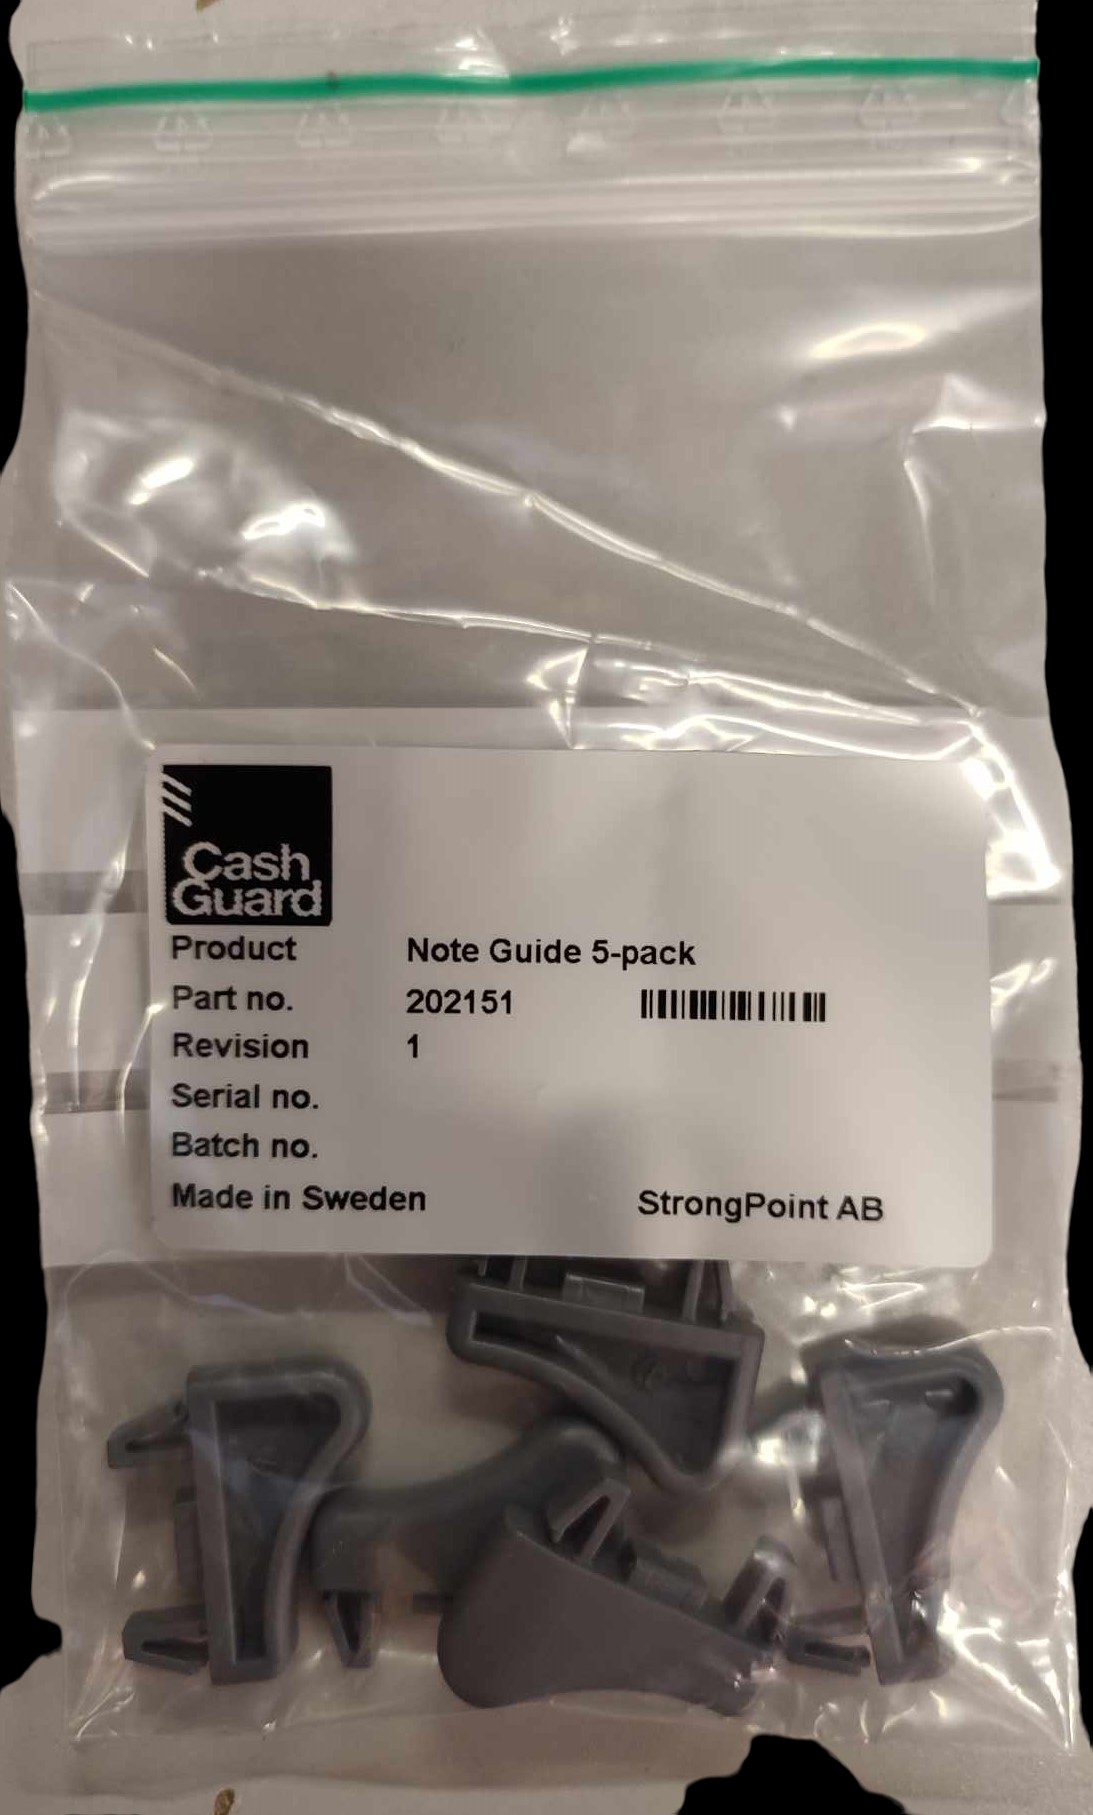 Cash
Guard
Product Note Guide 5-pack
Part no. 202151
Revision 1
Serial no.
Batch no.
Made in Sweden StrongPoint AB